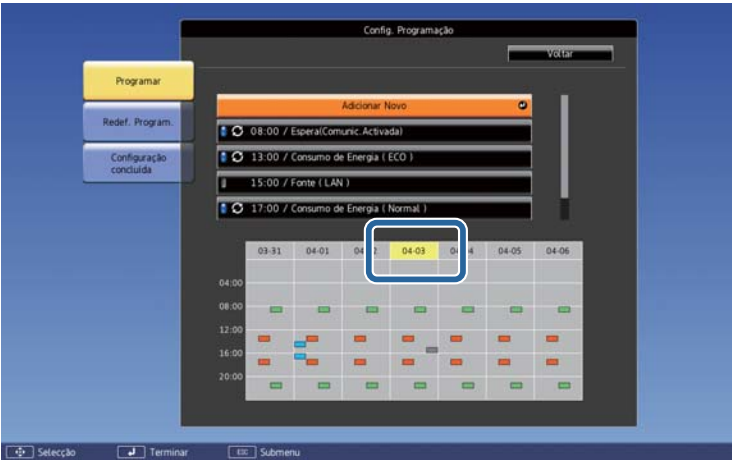 Config. Programação
Voltar
Programar
Redef. Program.
Configuração
concluída
Adicionar Novo
08:00 / Espera(Comunic.Activada)
13:00 / Consumo de Energia ( ECO )
15:00 / Fonte ( LAN )
17:00 / Consumo de Energia ( Normal )
03-31 04-01 04-03 04-05 04-06
04:00
08:00
12:00
16:00
20:00
Selecção Terminar Esc Submenu